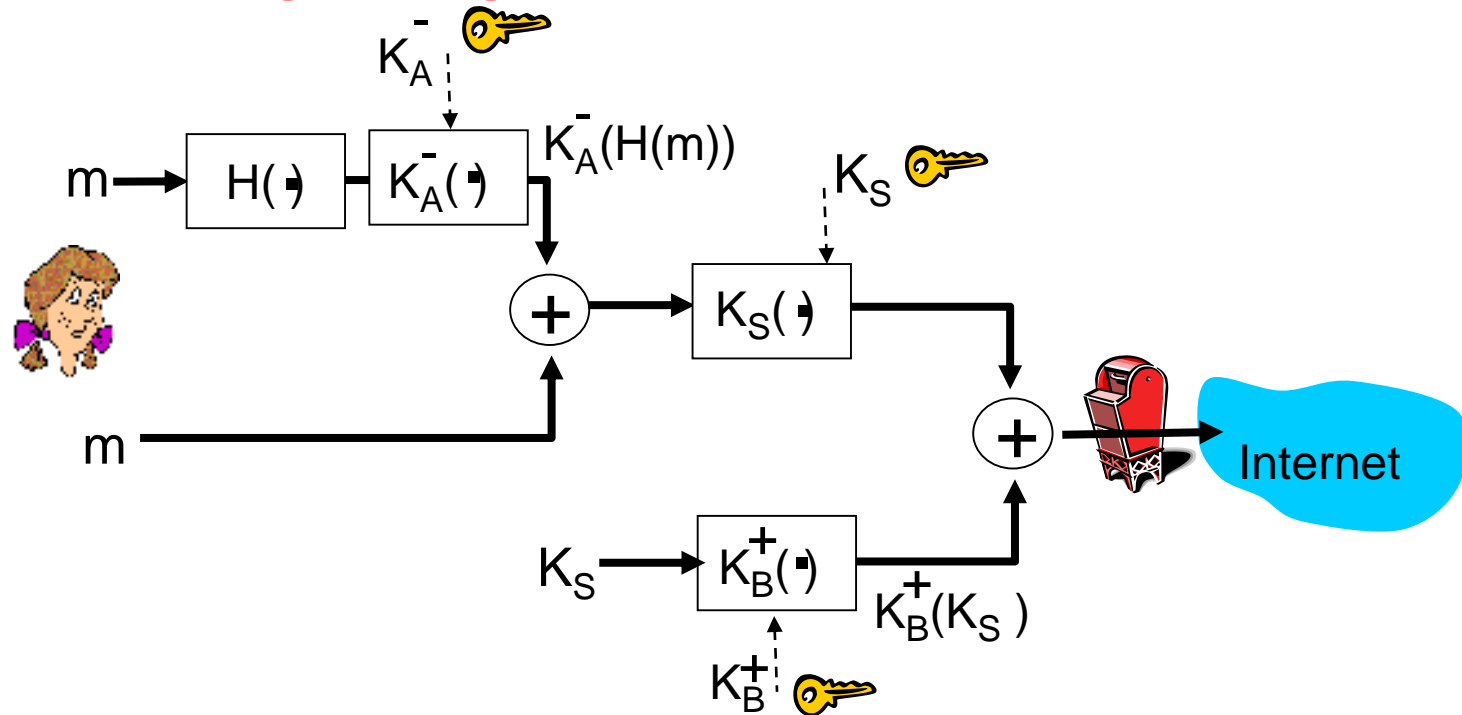 K_A^-
K_A^-(H(m))
m
H(·)
K_A^-(·)
K_S
+
K_S(·)
m
+
Internet
K_S
K_B^+(·)
K_B^+(K_S )
K_B^+